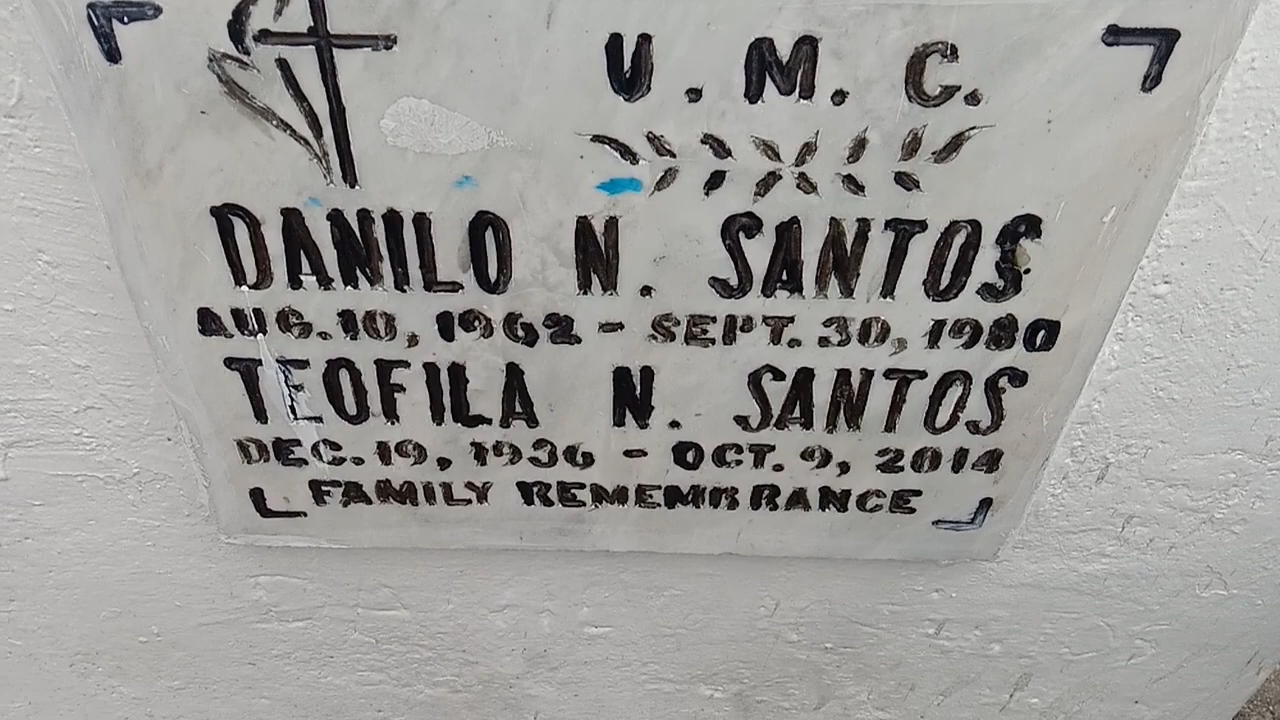 U. M. C.
DANILO N. SANTOS
AUG. 10, 1962 - SEPT. 30, 1980
TEOFILA N. SANTOS
DEC. 19, 1936 - OCT. 9, 2014
FAMILY REMEMBRANCE